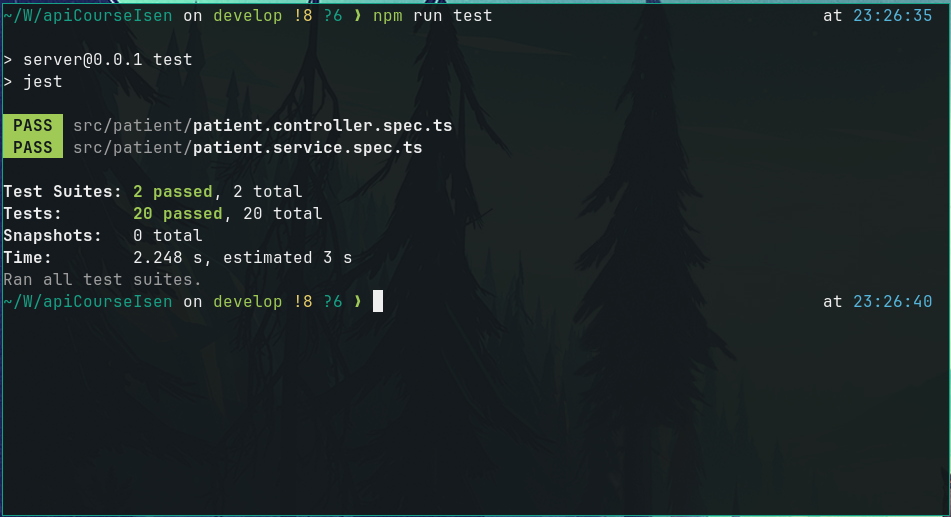 ~/W/apiCourseIsen on develop !8 ?6 ❯ npm run test at 23:26:35
> server@0.0.1 test
> jest
PASS src/patient/patient.controller.spec.ts
PASS src/patient/patient.service.spec.ts
Test Suites: 2 passed, 2 total
Tests: 20 passed, 20 total
Snapshots: 0 total
Time: 2.248 s, estimated 3 s
Ran all test suites.
~/W/apiCourseIsen on develop !8 ?6 ❯ at 23:26:40